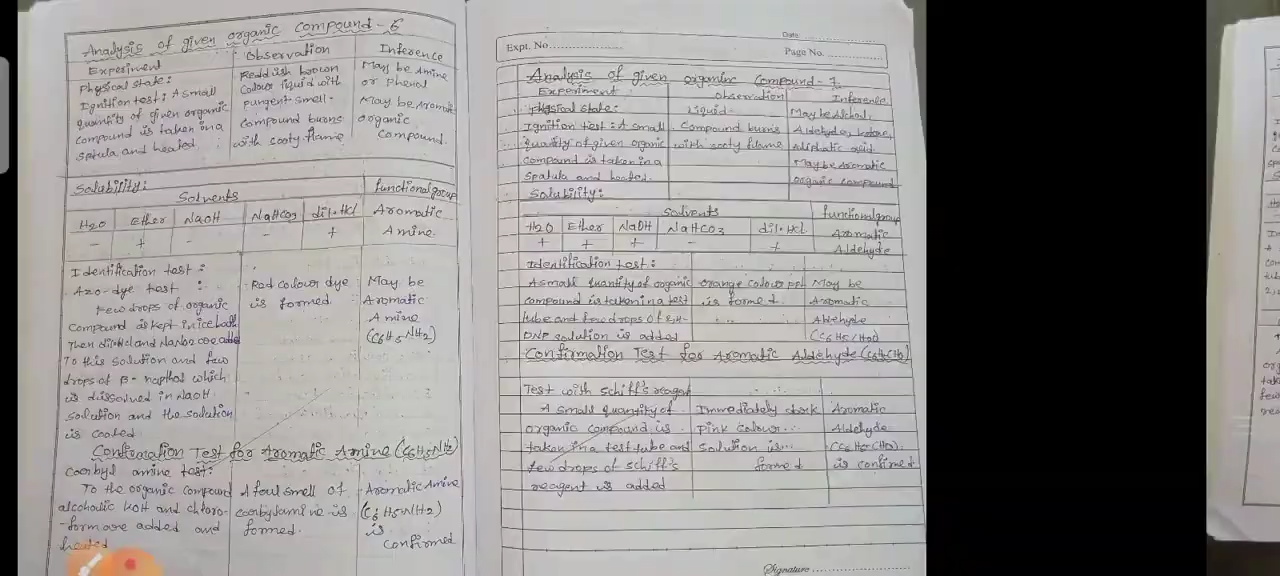 Analysis of given organic Compound - 6
Experiment Observation Inference
Physical state: Reddish brown May be Amine
Ignition test: A small colour liquid with or phenol
quantity of given organic pungent smell. May be Aromatic
compound is taken in a Compound burns organic
spatula and heated with sooty flame Compound.
Solubility:
Solvents functional group
H2O Ether NaOH NaHCO3 dil.Hcl Aromatic
- + - - + Amine
Identification test:
Azo-dye test: Red colour dye May be
Few drops of organic is formed. Aromatic
compound is kept in ice bath Amine
Then dil.Hcl and NaNo2 are added (C6H5-NH2)
To this solution and few
drops of β-napthol which
is dissolved in NaOH
solution and the solution
is cooled.
Confirmation Test for Aromatic Amine (C6H5NH2)
Carbyl amine test:
To the organic compound A foul smell of Aromatic Amine
alcoholic KOH and chloro- carbylamine is (C6H5-NH2)
-form are added and formed. is
heated confirmed
Date
Expt. No. Page No.
Analysis of given organinc Compound - 7
Experiment Observation Inference
Physical state: Liquid May be Alchol,
Ignition test: A small Compound burns Aldehyde, ketone,
quantity of given organic with sooty flame Aliphatic acid
compound is taken in a May be Aromatic
spatula and heated. organic compound
Solubility:
Solvents functional group
H2O Ether NaOH NaHCO3 dil.Hcl Aromatic
+ + + - + Aldehyde
Identification test:
A small quantity of organic orange colour ppt May be
compound is taken in a test is formed. Aromatic
tube and few drops of 2,4- Aldehyde
DNP solution is added
Confirmation Test for Aromatic Aldehyde
Test with schiff's reagent
A small quantity of Immediately dark Aromatic
organic compound is pink colour Aldehyde
taken in a test tube and solution is (C6H5-CHO)
few drops of schiff's formed is confirmed
reagent is added
Signature